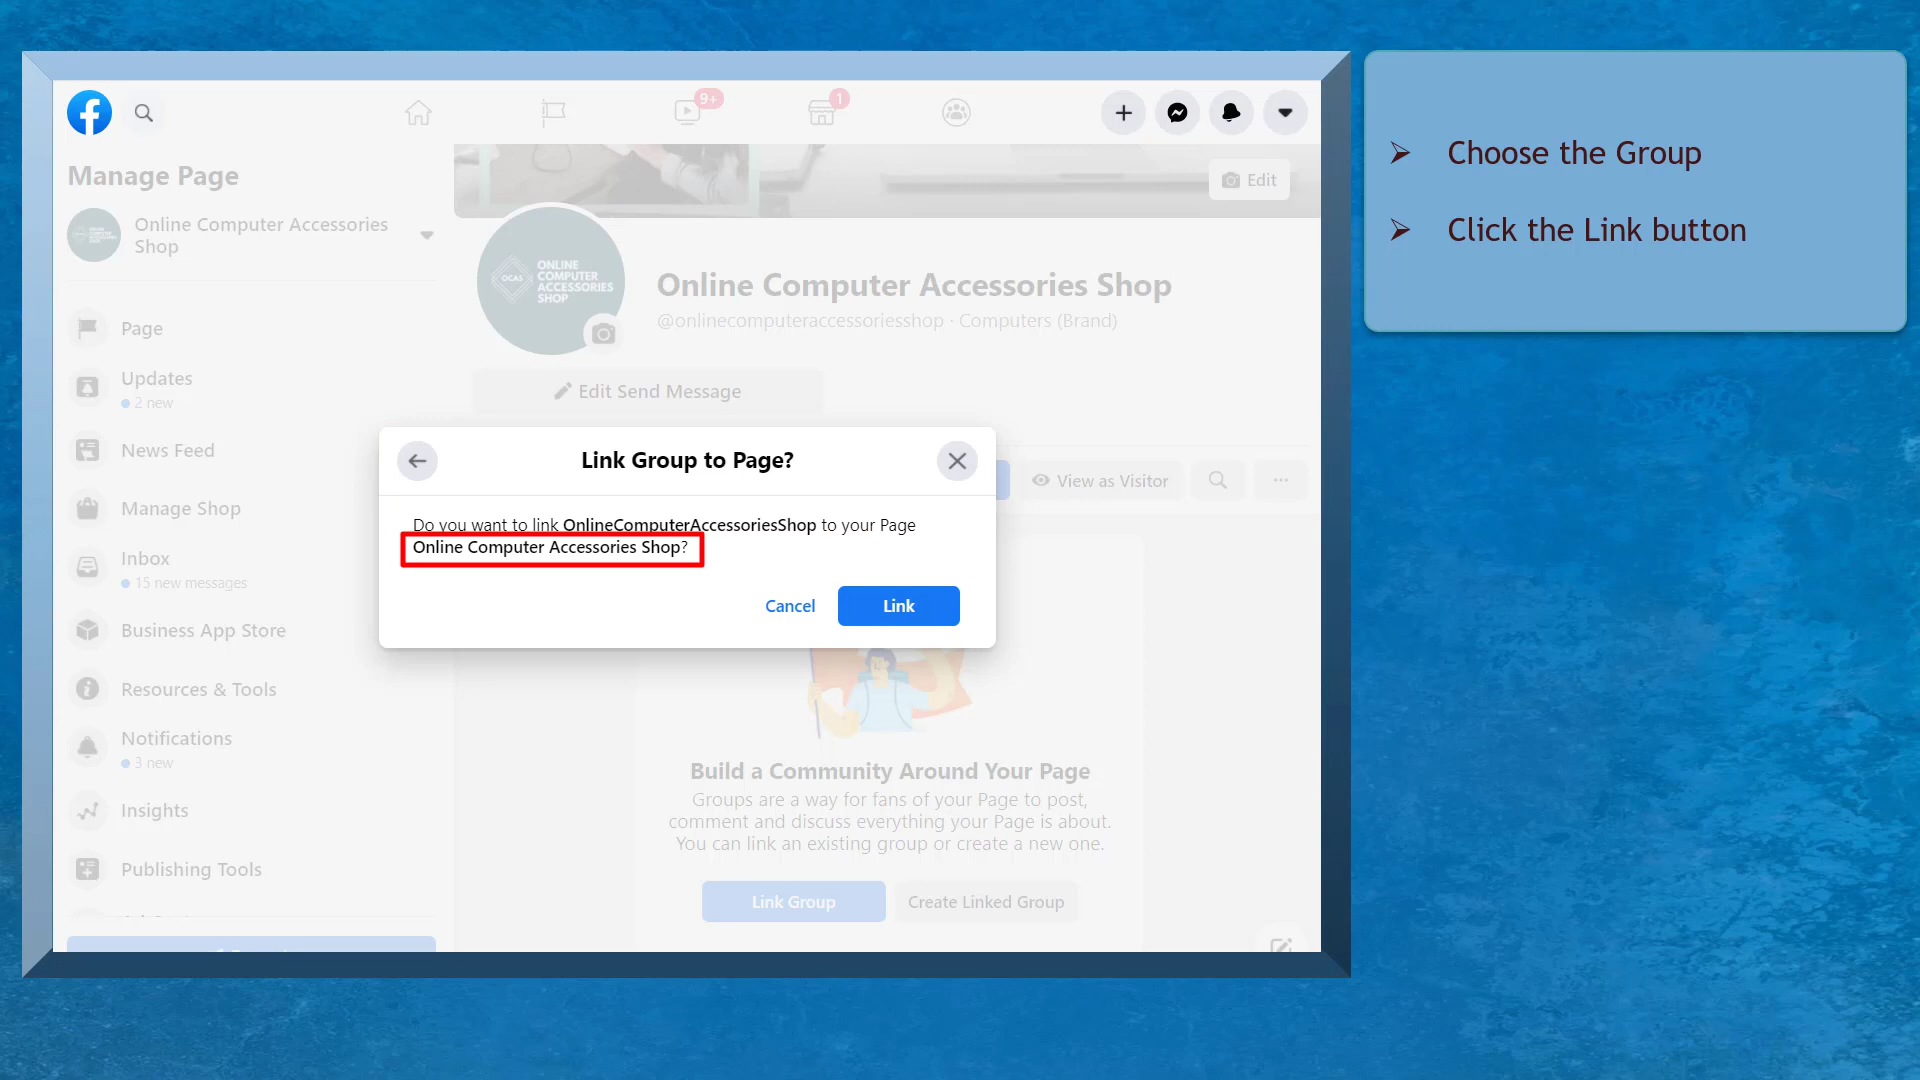 9+
1
Manage Page
Online Computer Accessories
Shop
Page
Updates
2 new
News Feed
Manage Shop
Inbox
15 new messages
Business App Store
Resources & Tools
Notifications
3 new
Insights
Publishing Tools
Edit
OCAS
ONLINE
COMPUTER
ACCESSORIES
SHOP
Online Computer Accessories Shop
@onlinecomputeraccessoriesshop · Computers (Brand)
Edit Send Message
View as Visitor
Link Group to Page?
Do you want to link OnlineComputerAccessoriesShop to your Page
Online Computer Accessories Shop?
Cancel
Link
Build a Community Around Your Page
Groups are a way for fans of your Page to post,
comment and discuss everything your Page is about.
You can link an existing group or create a new one.
Link Group
Create Linked Group
Choose the Group
Click the Link button